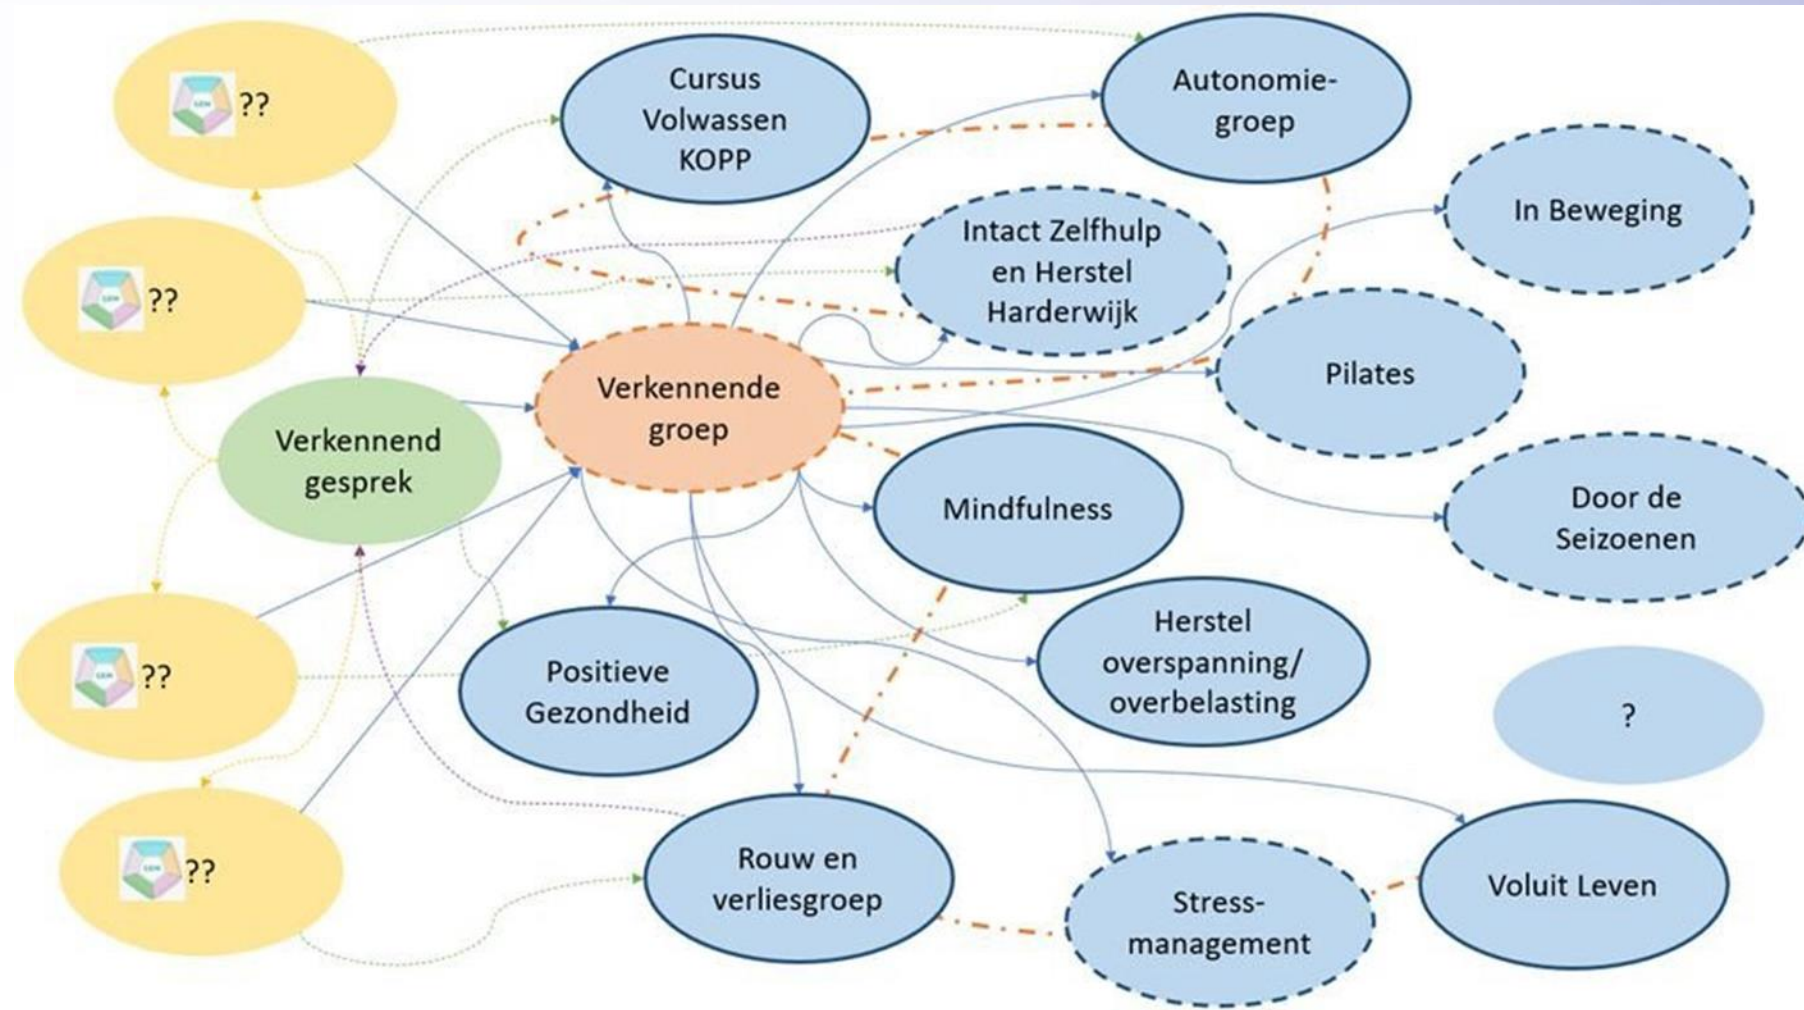 ??
Cursus
Volwassen
KOPP
Autonomie-
groep
In Beweging
Intact Zelfhulp
en Herstel
Harderwijk
??
Pilates
Verkennende
groep
Verkennend
gesprek
Mindfulness
Door de
Seizoenen
Herstel
overspanning/
overbelasting
??
Positieve
Gezondheid
?
??
Rouw en
verliesgroep
Stress-
management
Voluit Leven